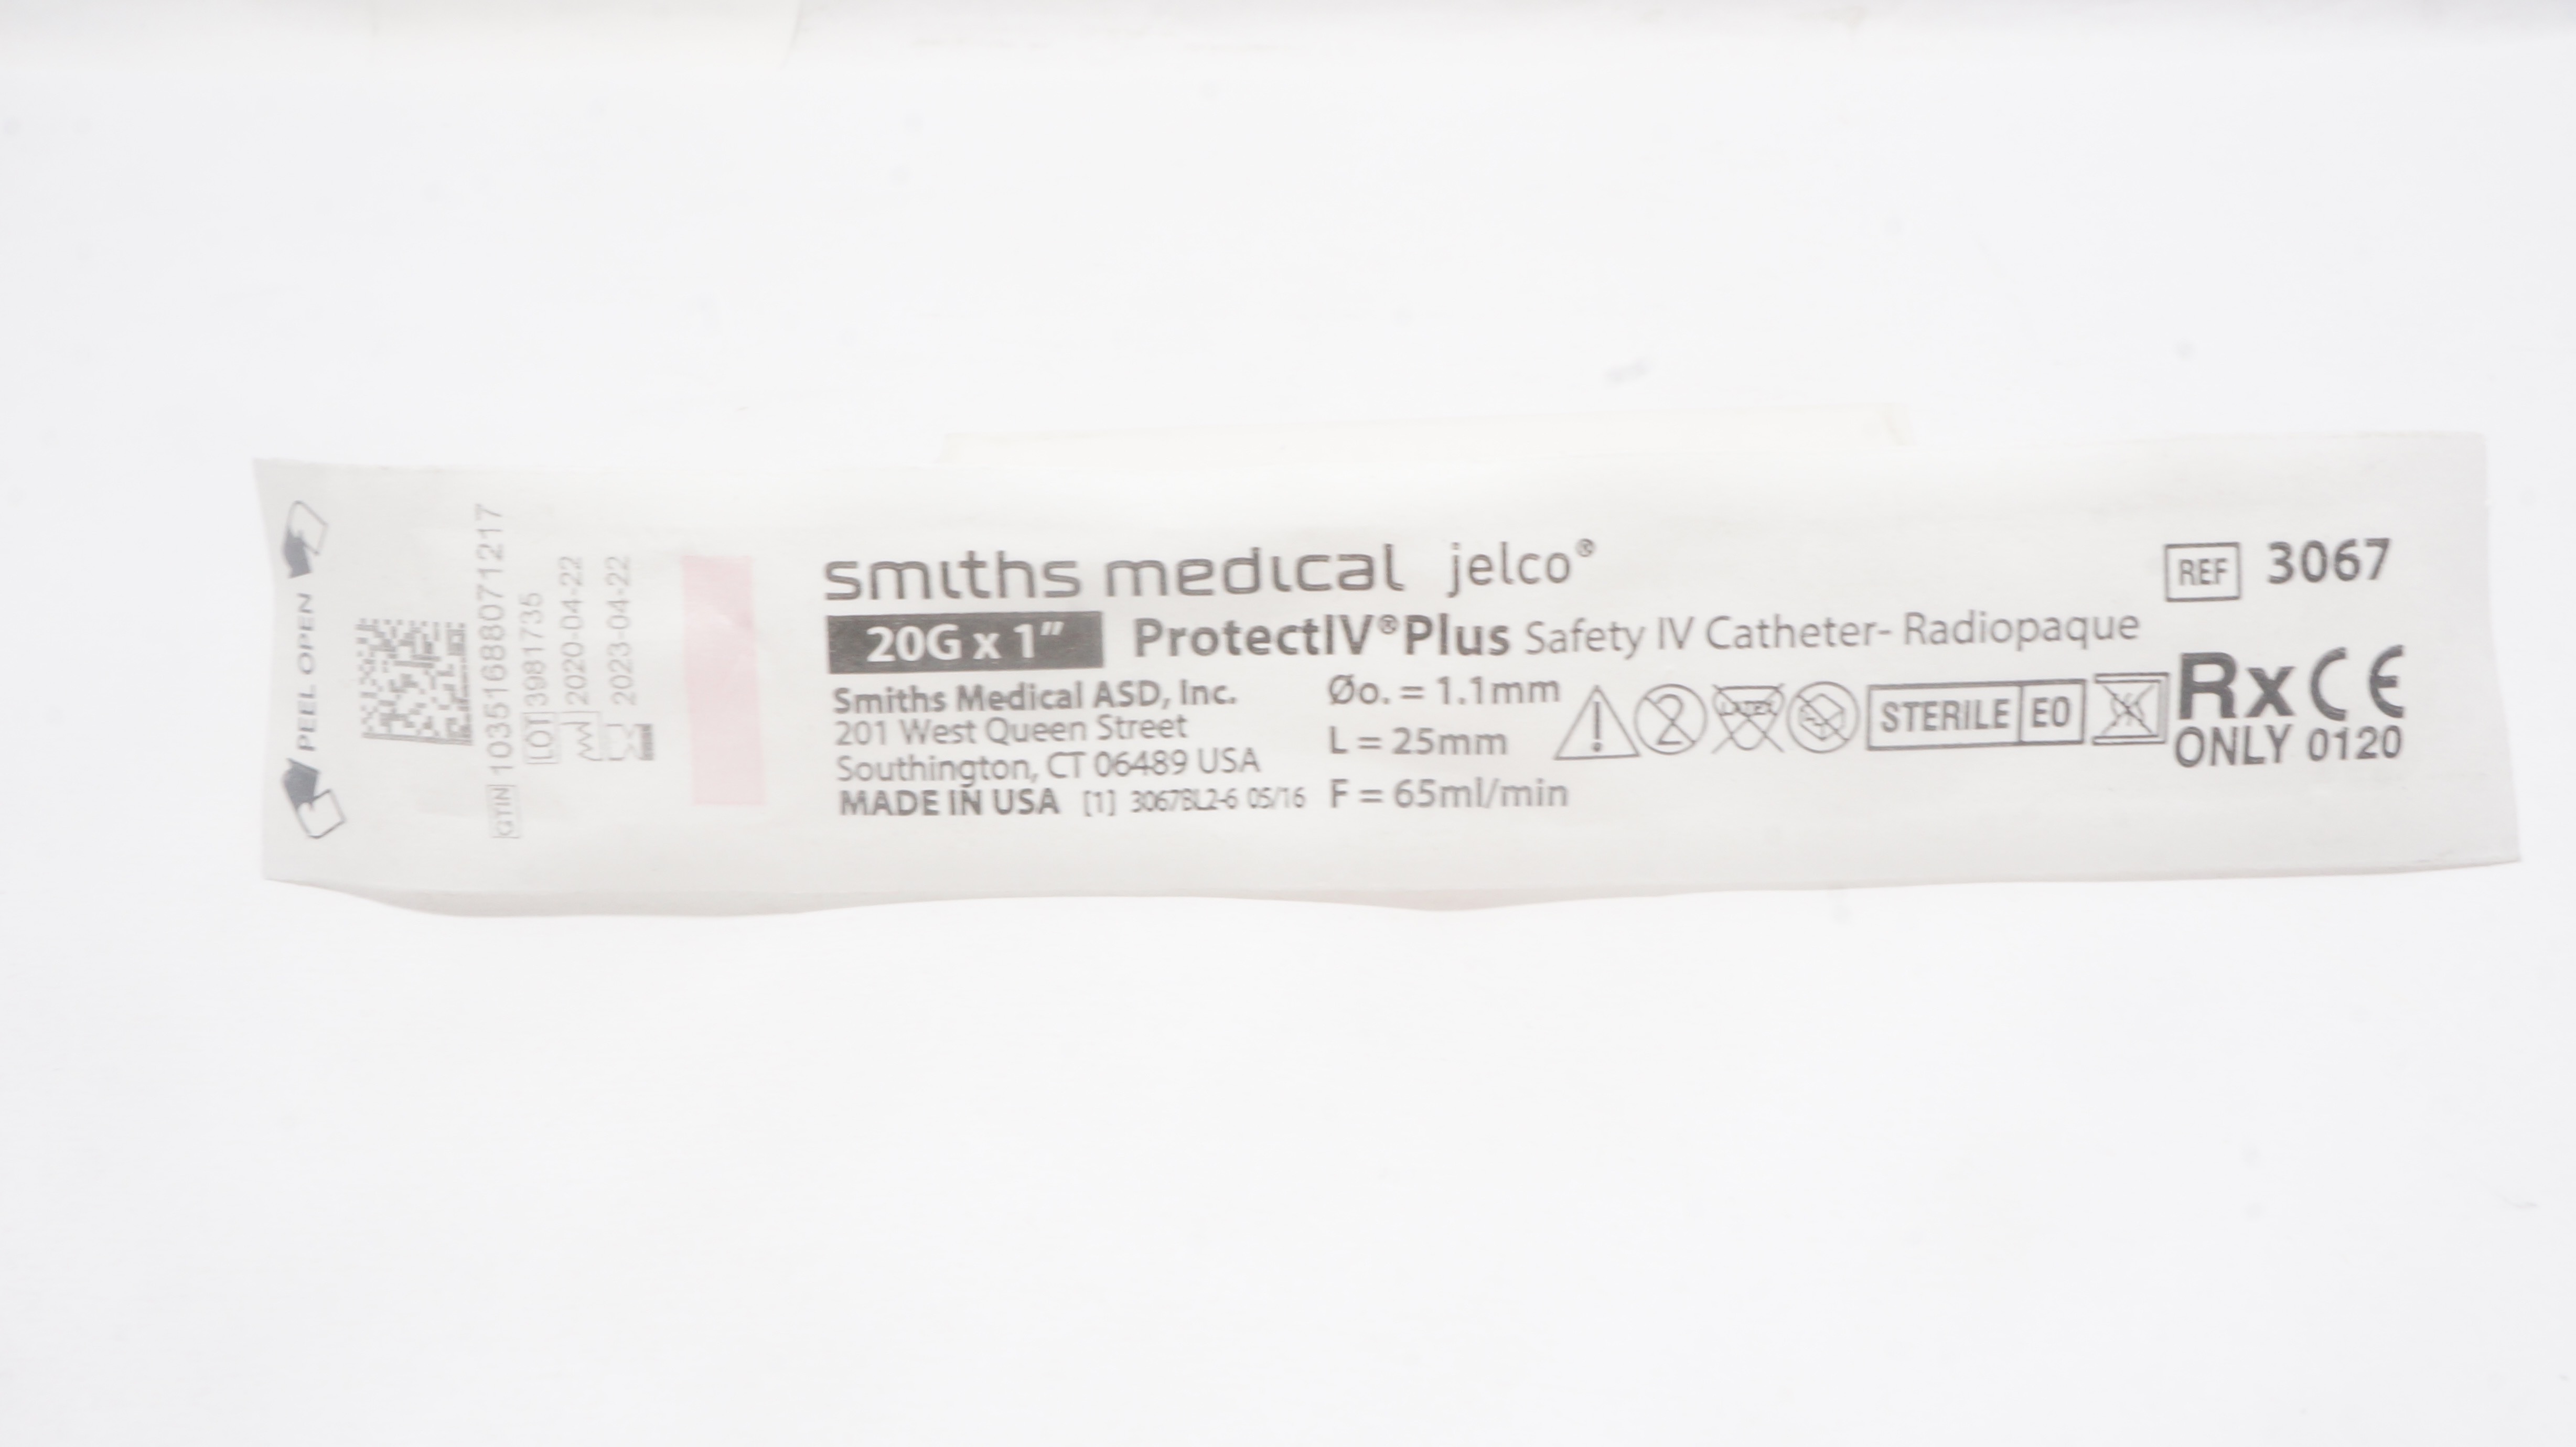 PEEL OPEN
GTIN 10351688071217
LOT 3981735
2020-04-22
2023-04-22
smiths medical jelco®
REF 3067
20G x 1” ProtectIV®Plus Safety IV Catheter- Radiopaque
Smiths Medical ASD, Inc.
201 West Queen Street
Southington, CT 06489 USA
MADE IN USA [1] 3067BL2-6 05/16
Øo. = 1.1mm
L = 25mm
F = 65ml/min
2
LATEX
STERILE EO
Rx CE
ONLY 0120